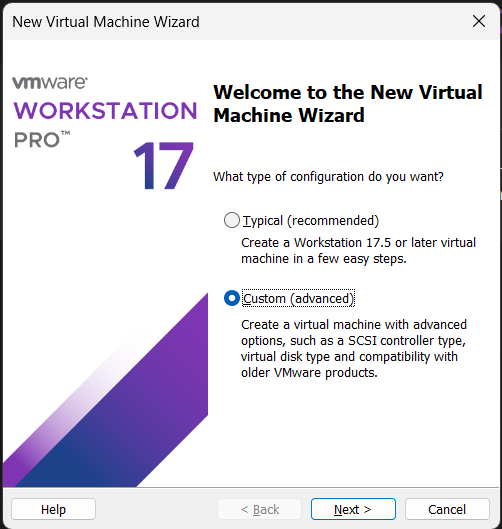 New Virtual Machine Wizard
vmware®
WORKSTATION
PRO™
17
Welcome to the New Virtual
Machine Wizard
What type of configuration do you want?
Typical (recommended)
Create a Workstation 17.5 or later virtual
machine in a few easy steps.
Custom (advanced)
Create a virtual machine with advanced
options, such as a SCSI controller type,
virtual disk type and compatibility with
older VMware products.
Help
< Back
Next >
Cancel